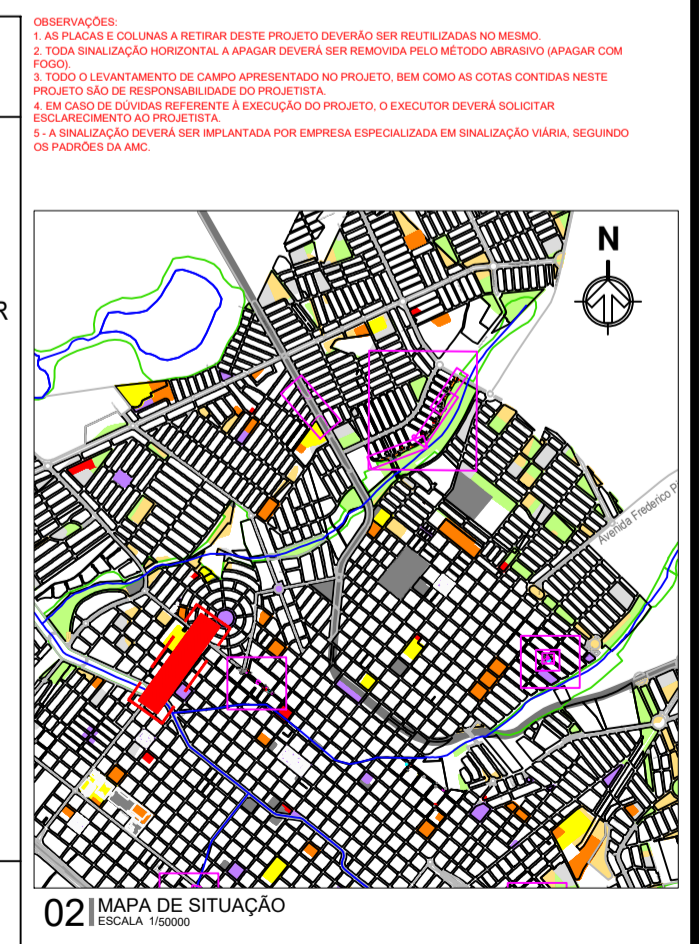 OBSERVAÇÕES:
1. AS PLACAS E COLUNAS A RETIRAR DESTE PROJETO DEVERÃO SER REUTILIZADAS NO MESMO.
2. TODA SINALIZAÇÃO HORIZONTAL A APAGAR DEVERÁ SER REMOVIDA PELO MÉTODO ABRASIVO (APAGAR COM
FOGO).
3. TODO O LEVANTAMENTO DE CAMPO APRESENTADO NO PROJETO, BEM COMO AS COTAS CONTIDAS NESTE
PROJETO SÃO DE RESPONSABILIDADE DO PROJETISTA.
4. EM CASO DE DÚVIDAS REFERENTE À EXECUÇÃO DO PROJETO, O EXECUTOR DEVERÁ SOLICITAR
ESCLARECIMENTO AO PROJETISTA.
5 - A SINALIZAÇÃO DEVERÁ SER IMPLANTADA POR EMPRESA ESPECIALIZADA EM SINALIZAÇÃO VIÁRIA, SEGUINDO
OS PADRÕES DA AMC.
N
R
Avenida Frederico
02 MAPA DE SITUAÇÃO
ESCALA 1/50000